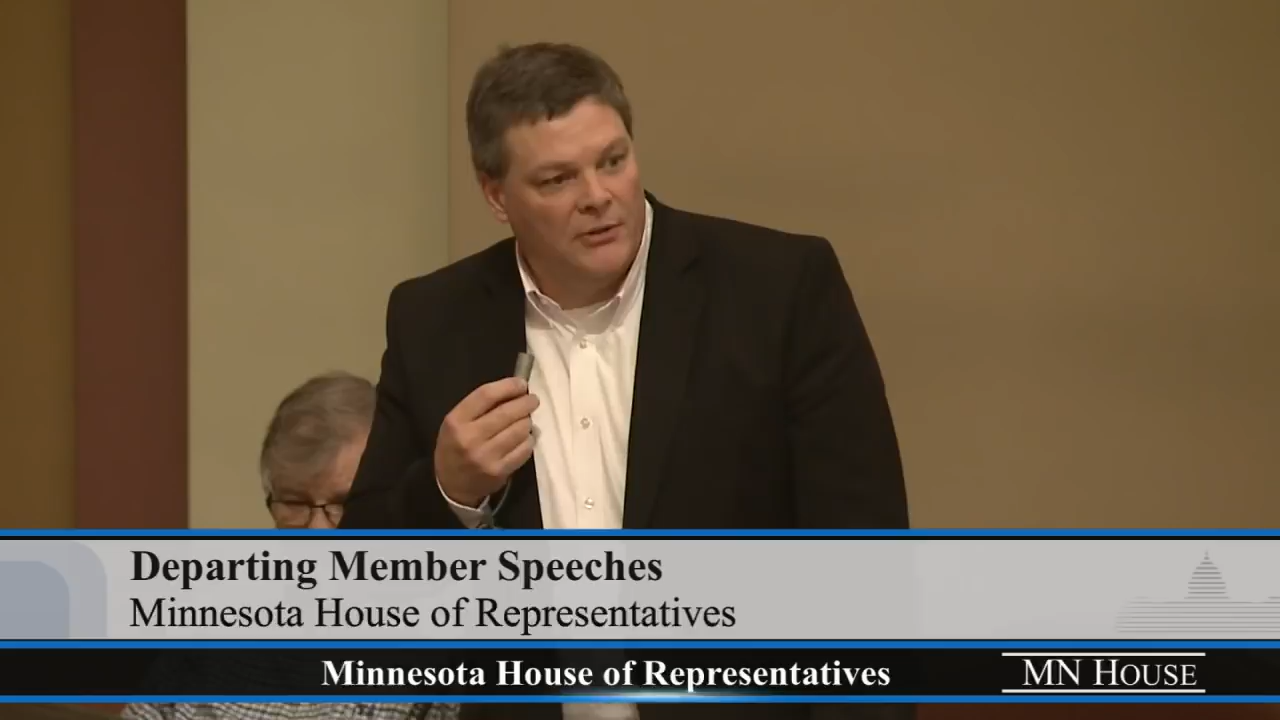 Departing Member Speeches
Minnesota House of Representatives
Minnesota House of Representatives
MN HOUSE